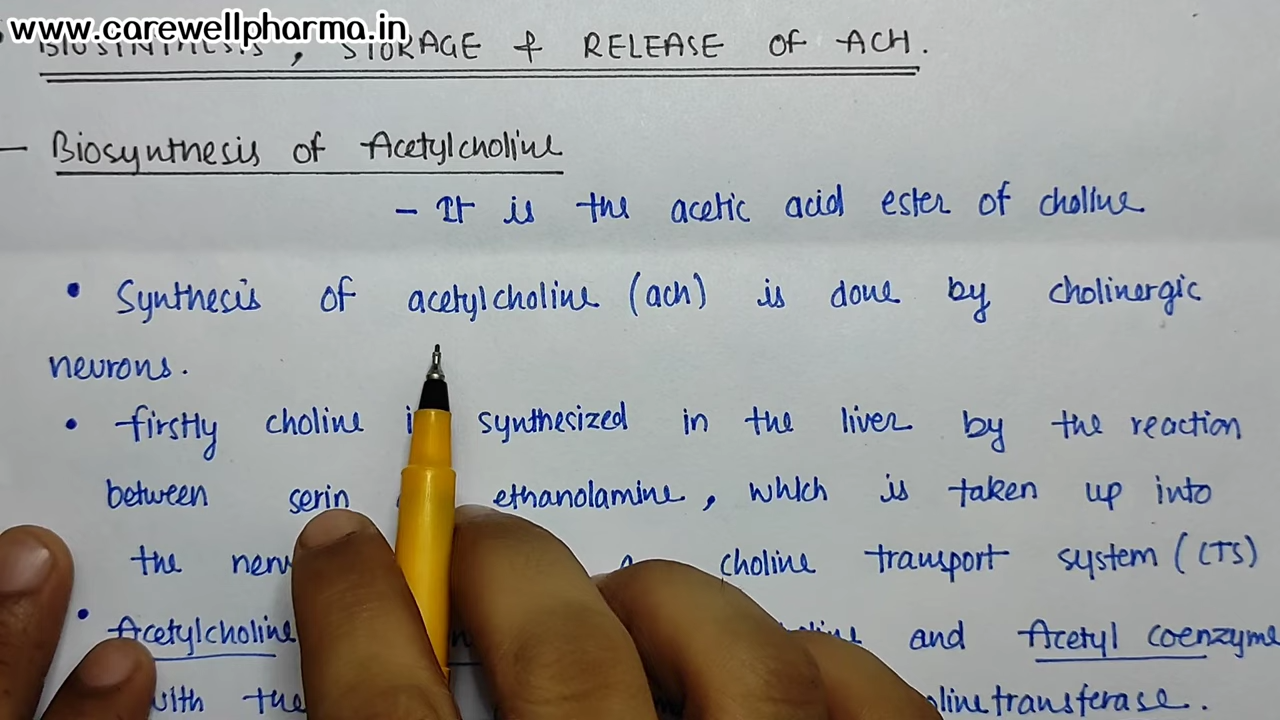 www.carewellpharma.in
BIOSYNTHESIS, STORAGE & RELEASE OF ACH.
– Biosynthesis of Acetylcholine
– It is the acetic acid ester of choline
• Synthesis of acetylcholine (ach) is done by cholinergic
neurons.
• firstly choline synthesized in the liver by the reaction
between serin ethanolamine, which is taken up into
the choline transport system (CTS)
• Acetylcholine and Acetyl coenzyme
with the